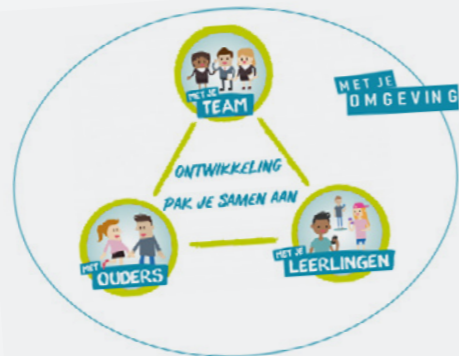 MET JE
TEAM
MET JE
OMGEVING
ONTWIKKELING
PAK JE SAMEN AAN
MET
OUDERS
MET JE
LEERLINGEN